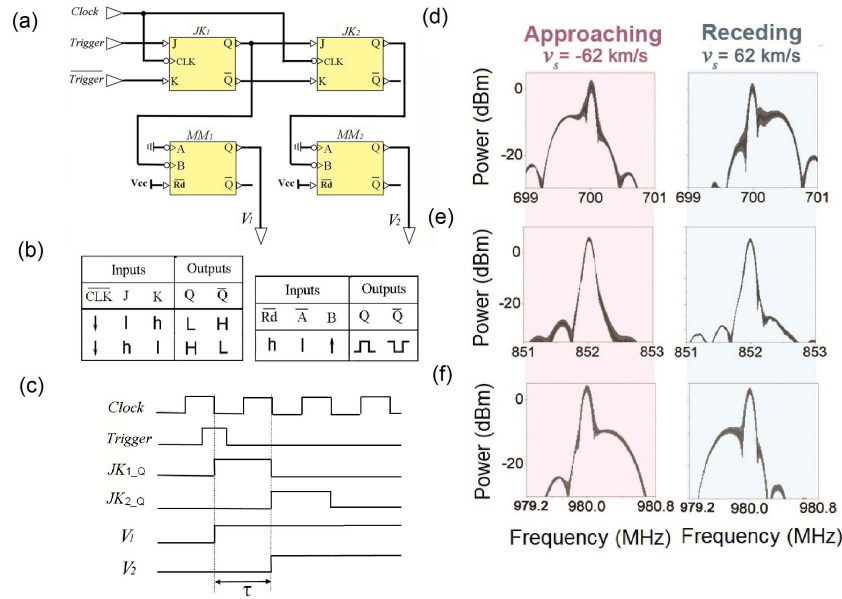 (a)
Clock
Trigger
Trigger
JK1
J Q
CLK
K Q
JK2
J Q
CLK
K Q
MM1
A Q
B
Vcc Rd Q
MM2
A Q
B
Vcc Rd Q
V1
V2
(b)
Inputs Outputs
CLK J K Q Q
↓ l h L H
↓ h l H L
Inputs Outputs
Rd A B Q Q
h l ↑
(c)
Clock
Trigger
JK1_Q
JK2_Q
V1
V2
τ
(d)
Approaching
vs = -62 km/s
Receding
vs = 62 km/s
Power (dBm)
0
-20
699 700 701
699 700 701
(e)
Power (dBm)
0
-20
851 852 853
851 852 853
(f)
Power (dBm)
0
-20
979.2 980.0 980.8
979.2 980.0 980.8
Frequency (MHz)
Frequency (MHz)